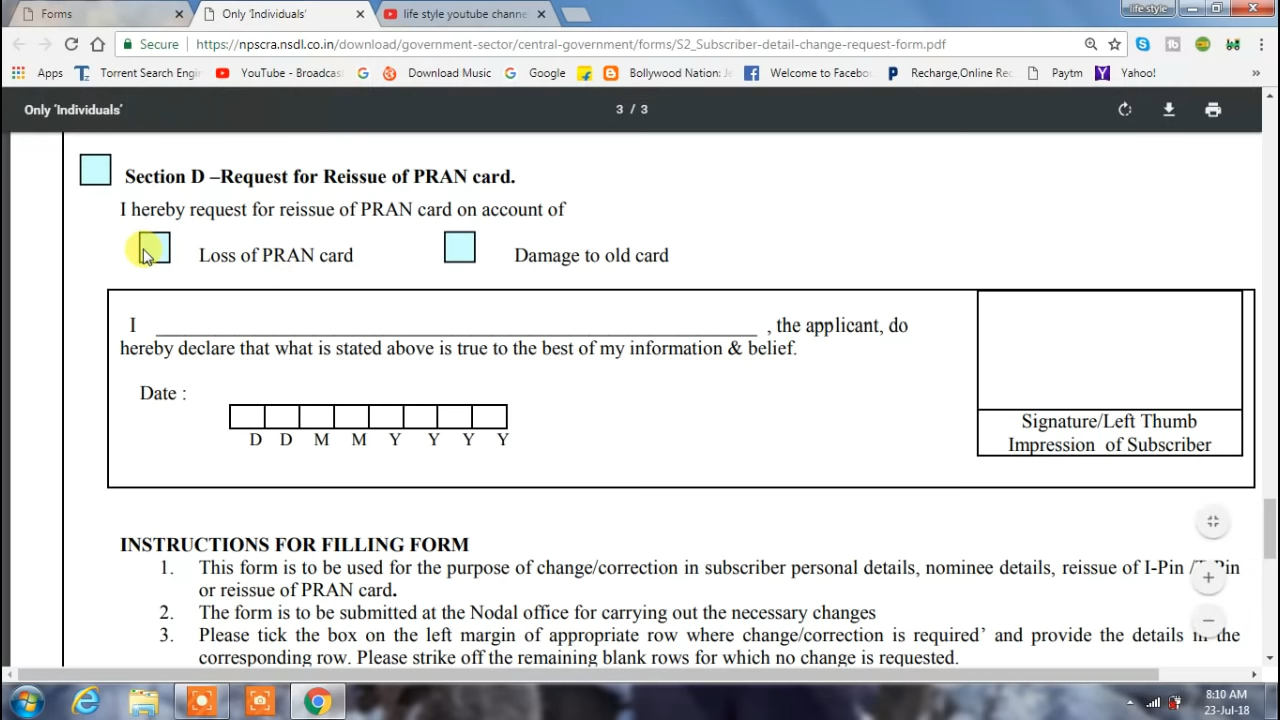 Forms
Only 'Individuals'
life style youtube channe
life style
Secure
https://npscra.nsdl.co.in/download/government-sector/central-government/forms/S2_Subscriber-detail-change-request-form.pdf
Apps
Torrent Search Engi
YouTube - Broadcas
Download Music
Google
Bollywood Nation: J
Welcome to Facebo
Recharge,Online Rec
Paytm
Yahoo!
»
Only 'Individuals'
3 / 3
Section D –Request for Reissue of PRAN card.
I hereby request for reissue of PRAN card on account of
Loss of PRAN card
Damage to old card
I ____________________ , the applicant, do
hereby declare that what is stated above is true to the best of my information & belief.
Date :
D D M M Y Y Y Y
Signature/Left Thumb
Impression of Subscriber
INSTRUCTIONS FOR FILLING FORM
1. This form is to be used for the purpose of change/correction in subscriber personal details, nominee details, reissue of I-Pin /T-Pin
or reissue of PRAN card.
2. The form is to be submitted at the Nodal office for carrying out the necessary changes
3. Please tick the box on the left margin of appropriate row where change/correction is required’ and provide the details in the
corresponding row. Please strike off the remaining blank rows for which no change is requested.
8:10 AM
23-Jul-18